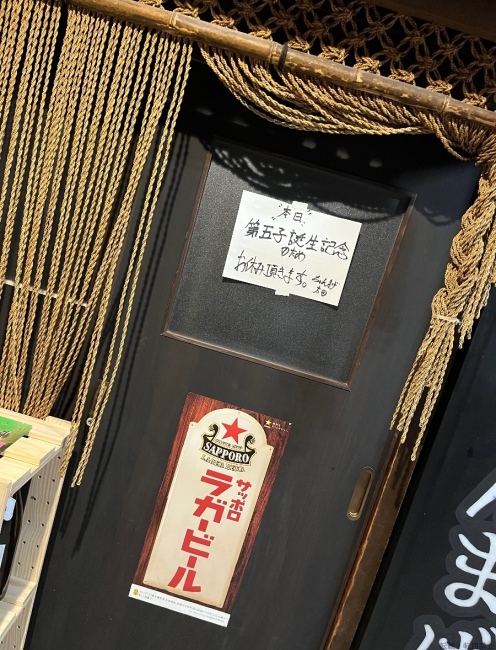 本日、
第五子誕生記念
のため
お休み頂きます。
SAPPORO
LAGER BEER
サッポロ
ラガービール